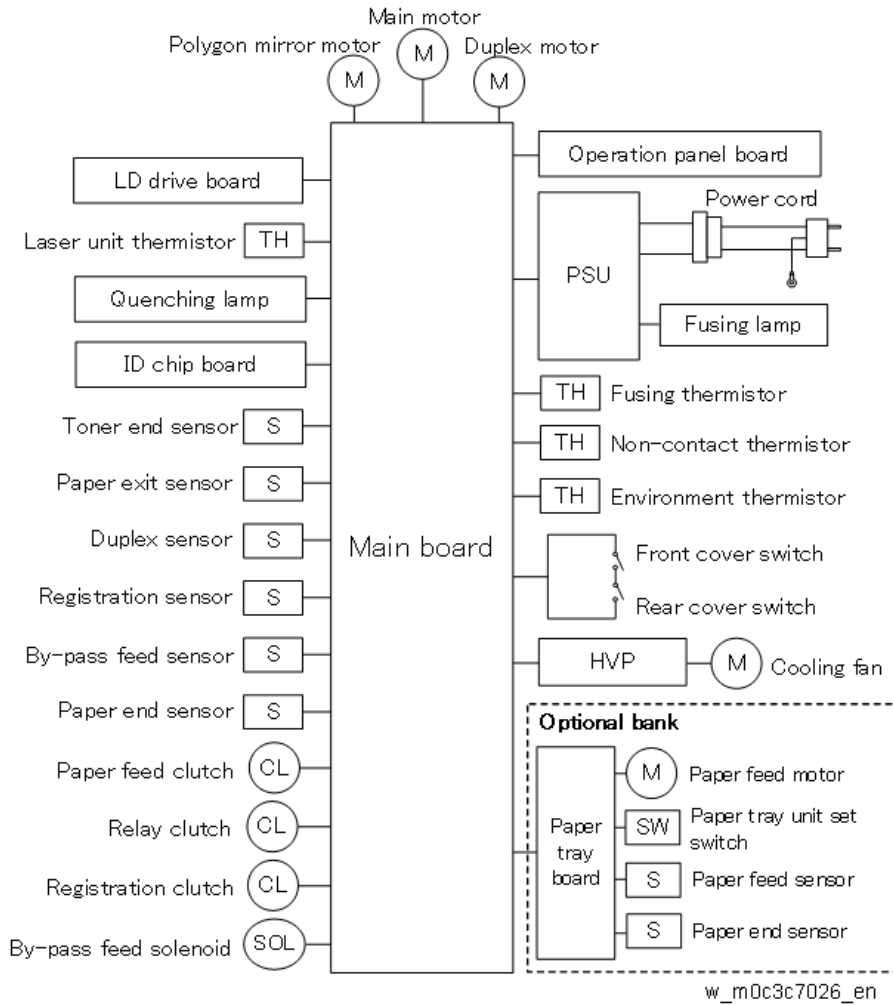 Main motor
Polygon mirror motor
Duplex motor
M
M
M
LD drive board
Laser unit thermistor
TH
Quenching lamp
ID chip board
Toner end sensor
S
Paper exit sensor
S
Duplex sensor
S
Registration sensor
S
By-pass feed sensor
S
Paper end sensor
S
Paper feed clutch
CL
Relay clutch
CL
Registration clutch
CL
By-pass feed solenoid
SOL
Main board
Operation panel board
Power cord
PSU
Fusing lamp
TH
Fusing thermistor
TH
Non-contact thermistor
TH
Environment thermistor
Front cover switch
Rear cover switch
HVP
M
Cooling fan
Optional bank
Paper
tray
board
M
Paper feed motor
SW
Paper tray unit set
switch
S
Paper feed sensor
S
Paper end sensor
w_m0c3c7026_en